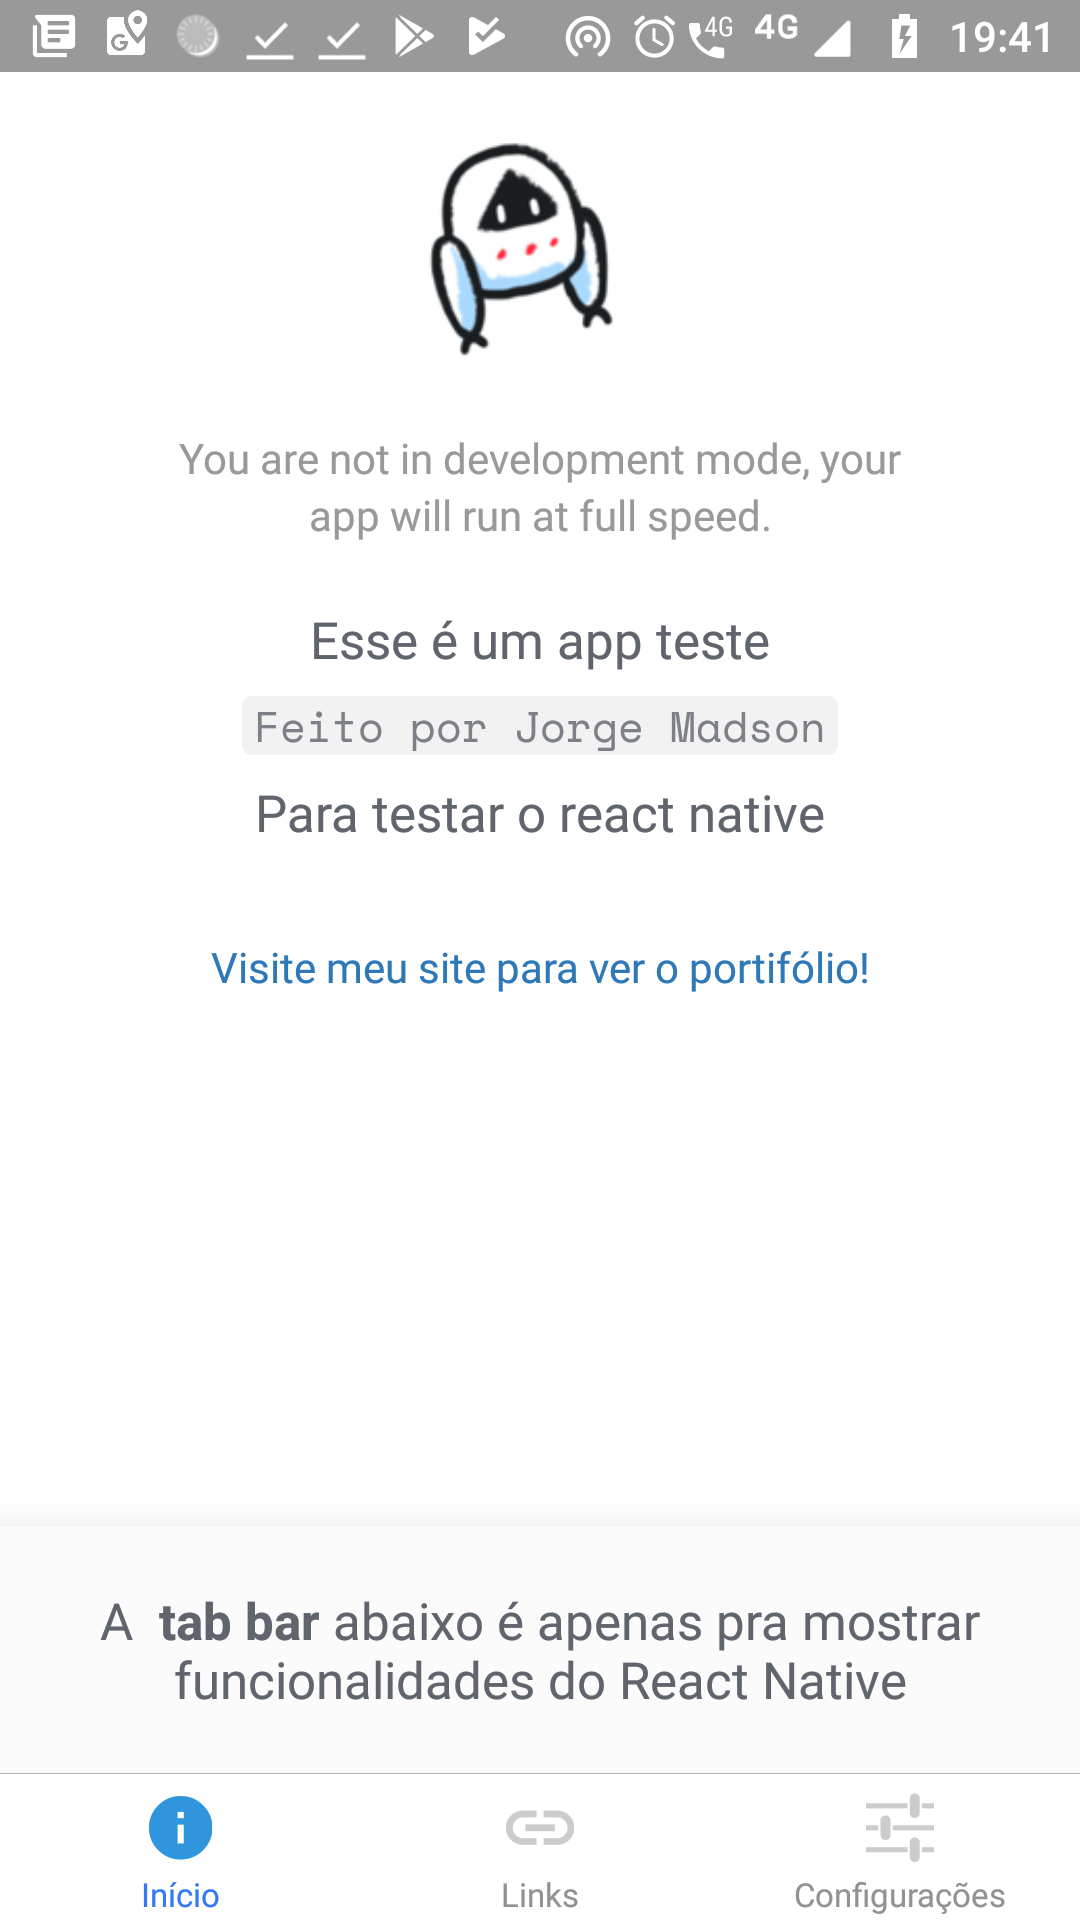 4G 4G 19:41
You are not in development mode, your
app will run at full speed.
Esse é um app teste
Feito por Jorge Madson
Para testar o react native
Visite meu site para ver o portifólio!
A  tab bar abaixo é apenas pra mostrar
funcionalidades do React Native
Início Links Configurações